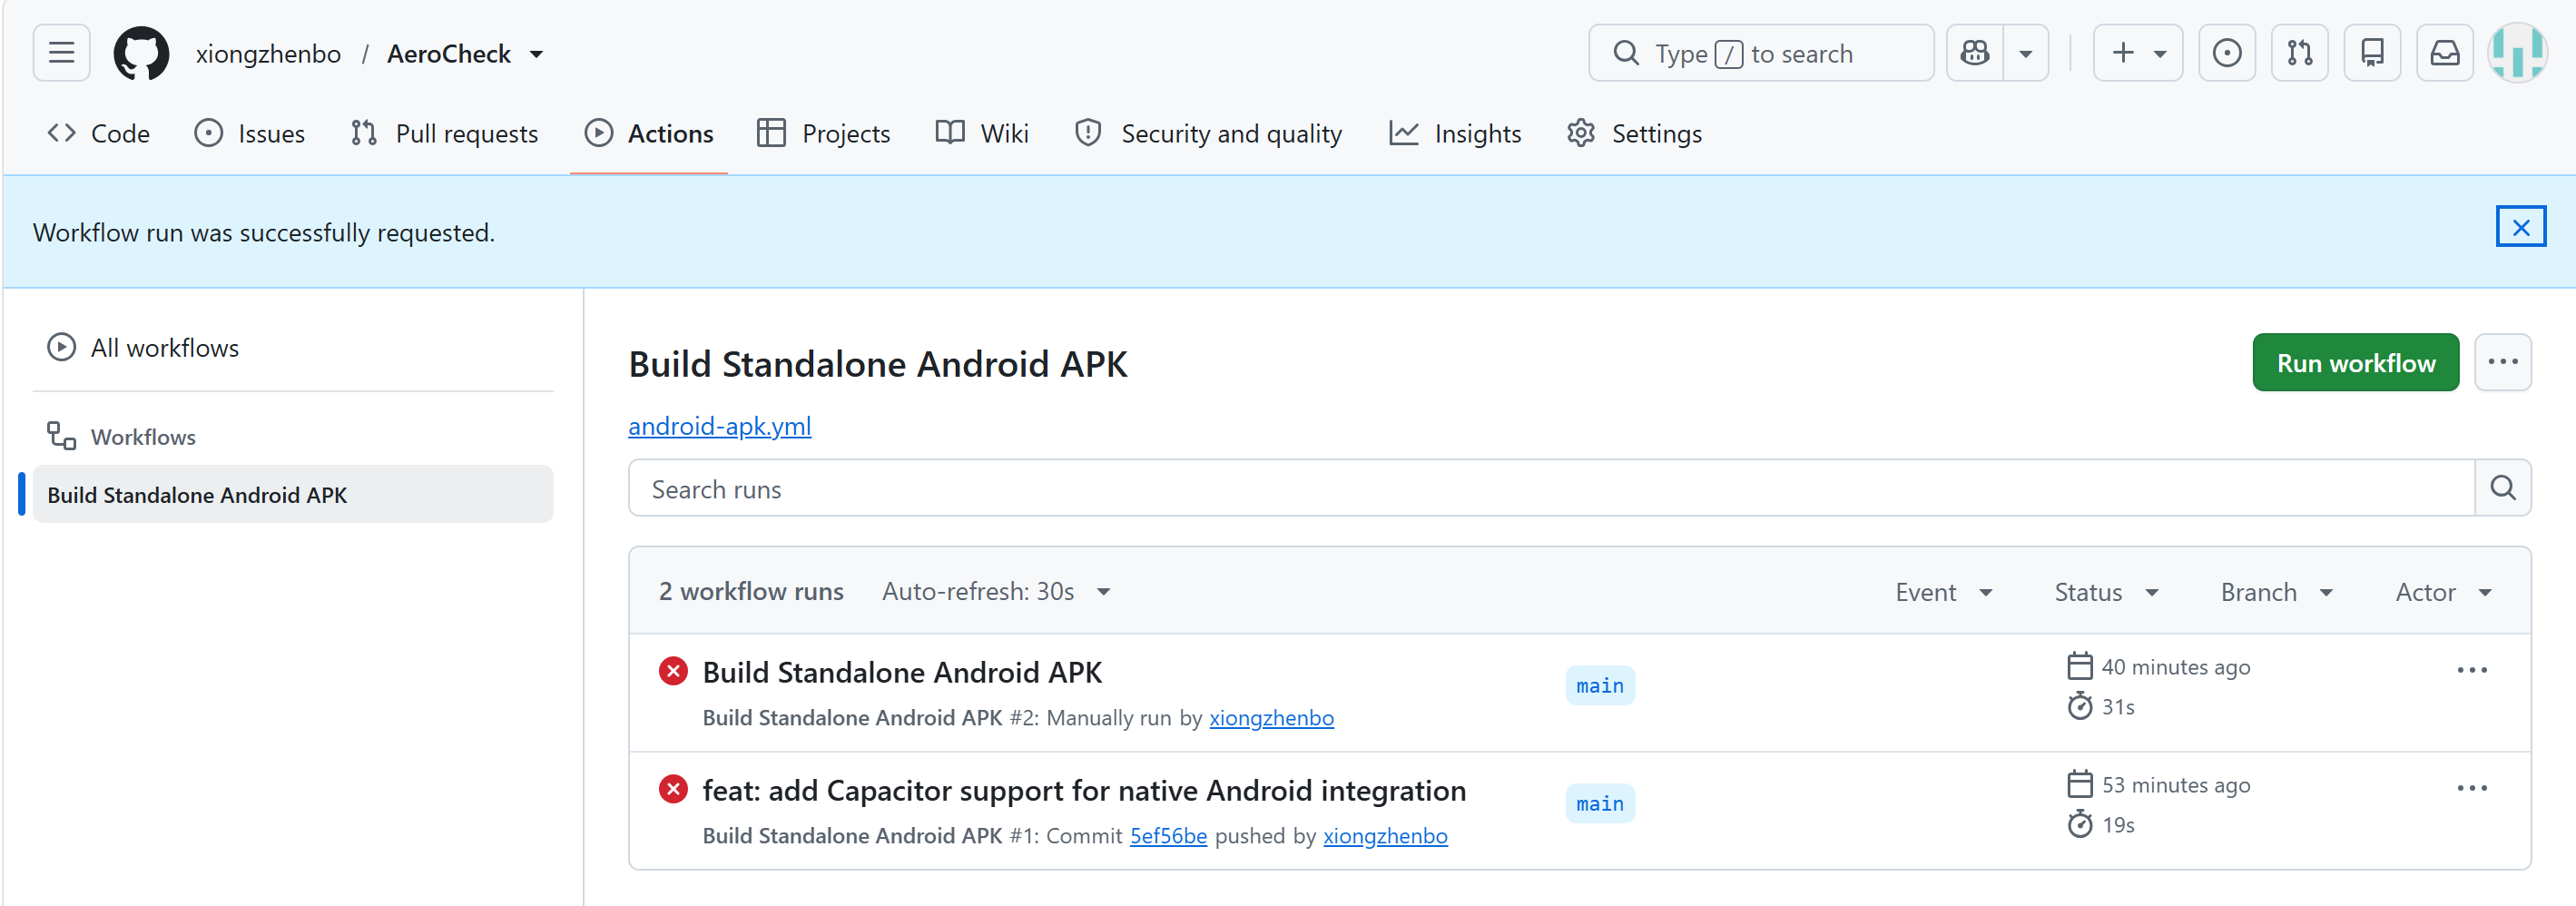 xiongzhenbo / AeroCheck
Type / to search
Code
Issues
Pull requests
Actions
Projects
Wiki
Security and quality
Insights
Settings
Workflow run was successfully requested.
All workflows
Workflows
Build Standalone Android APK
Build Standalone Android APK
Run workflow
android-apk.yml
Search runs
2 workflow runs
Auto-refresh: 30s
Event
Status
Branch
Actor
Build Standalone Android APK
main
40 minutes ago
Build Standalone Android APK #2: Manually run by xiongzhenbo
31s
feat: add Capacitor support for native Android integration
main
53 minutes ago
Build Standalone Android APK #1: Commit 5ef56be pushed by xiongzhenbo
19s